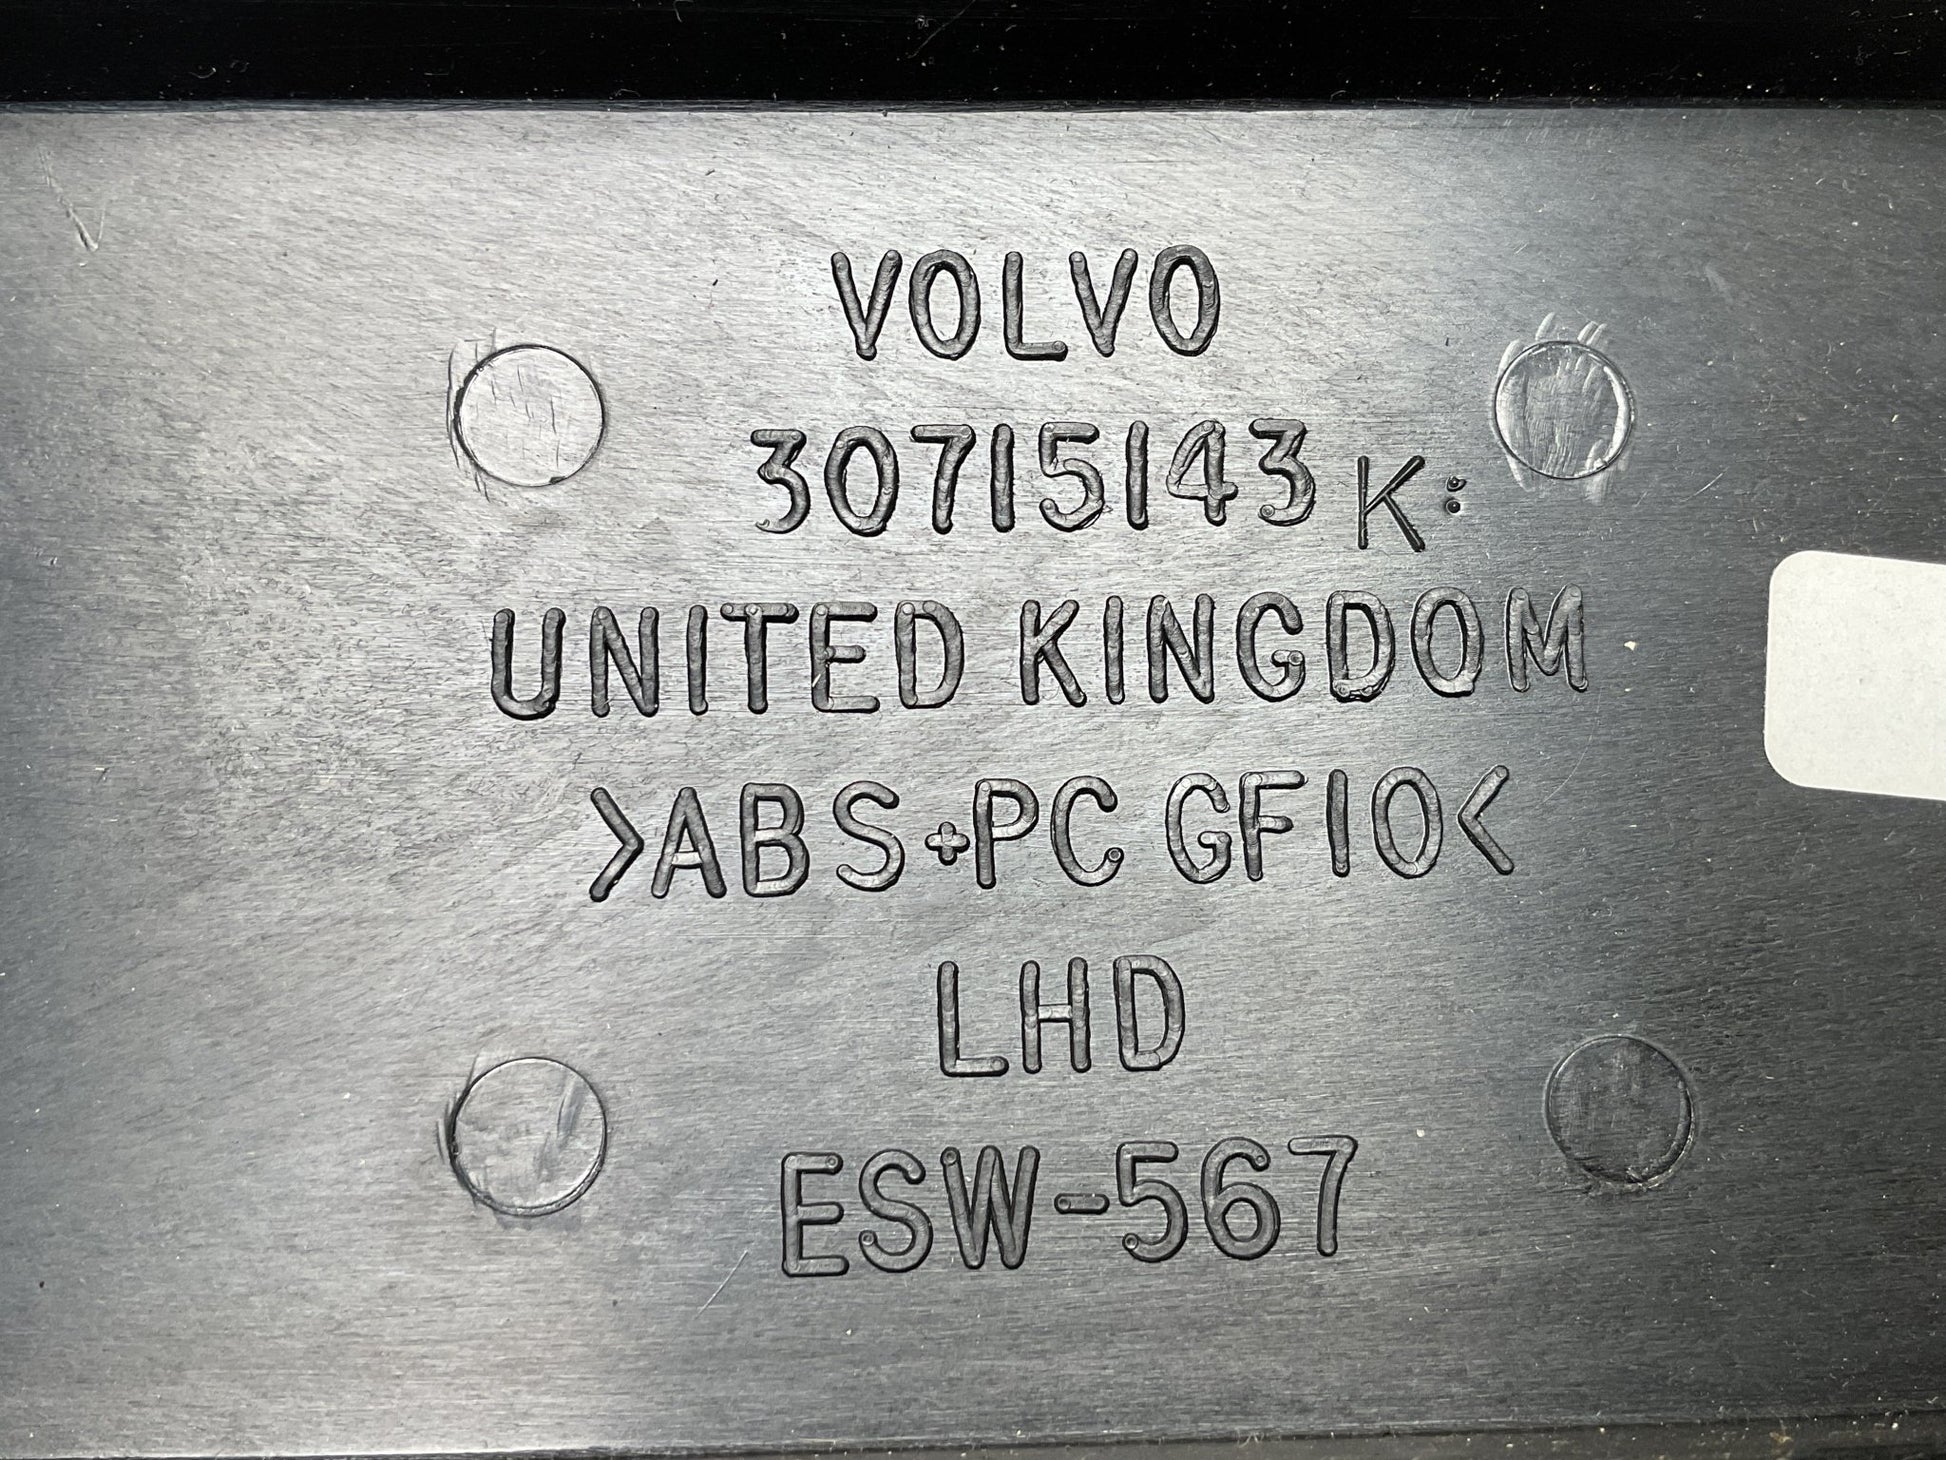 VOLVO
30715143 K:
UNITED KINGDOM
>ABS+PC GF10<
LHD
ESW-567